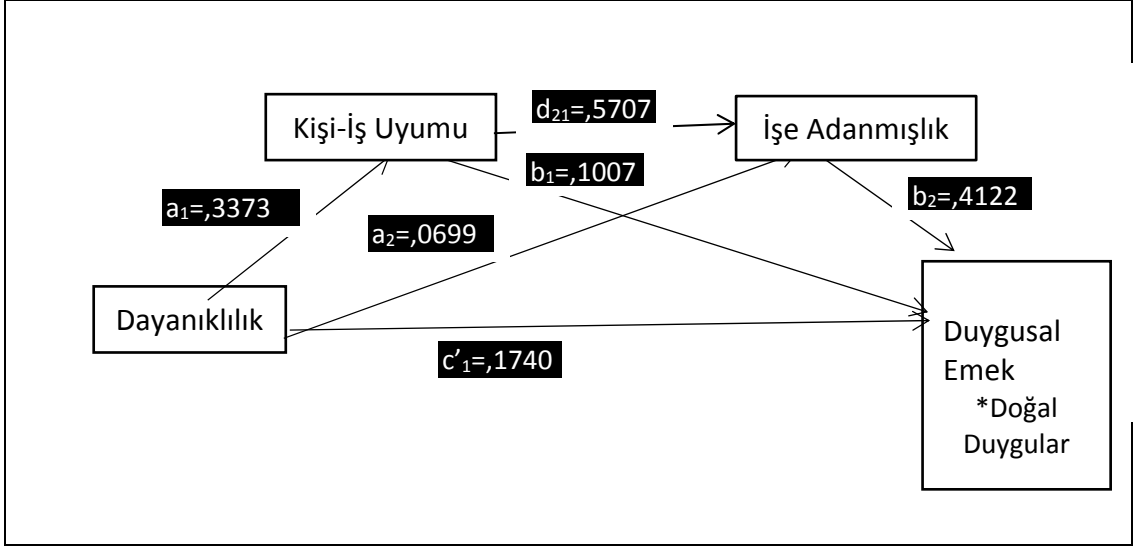 d₂₁=,5707
Kişi-İş Uyumu
İşe Adanmışlık
b₁=,1007
a₁=,3373
b₂=,4122
a₂=,0699
Dayanıklılık
c’₁=,1740
Duygusal
Emek
*Doğal
Duygular